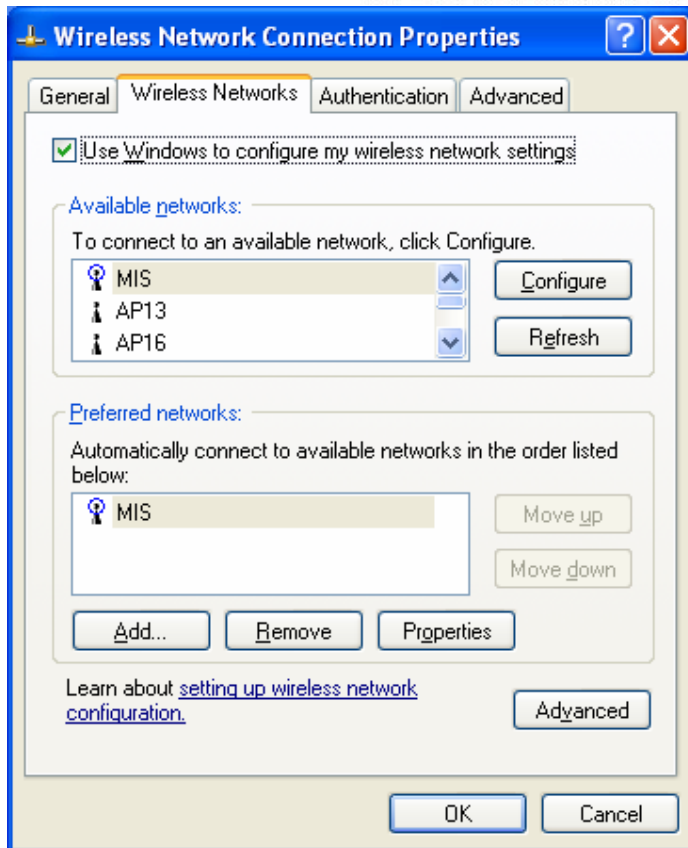 Wireless Network Connection Properties
General Wireless Networks Authentication Advanced
Use Windows to configure my wireless network settings
Available networks:
To connect to an available network, click Configure.
MIS
AP13
AP16
Configure
Refresh
Preferred networks:
Automatically connect to available networks in the order listed
below:
MIS
Move up
Move down
Add... Remove Properties
Learn about setting up wireless network
configuration.
Advanced
OK Cancel